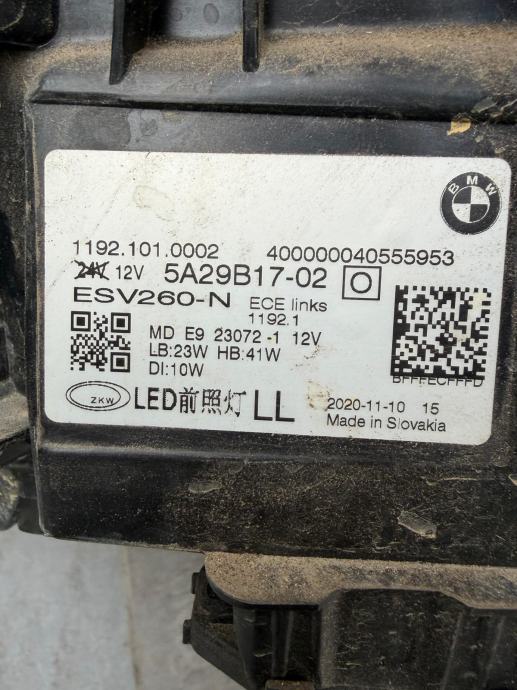 BMW
1192.101.0002 400000040555953
24V 12V 5A29B17-02 O
ESV260-N ECE links
1192.1
MD E9 23072 -1 12V
LB:23W HB:41W
DI:10W
BFFFECFFFD
ZKW LED前照灯 LL 2020-11-10 15
Made in Slovakia